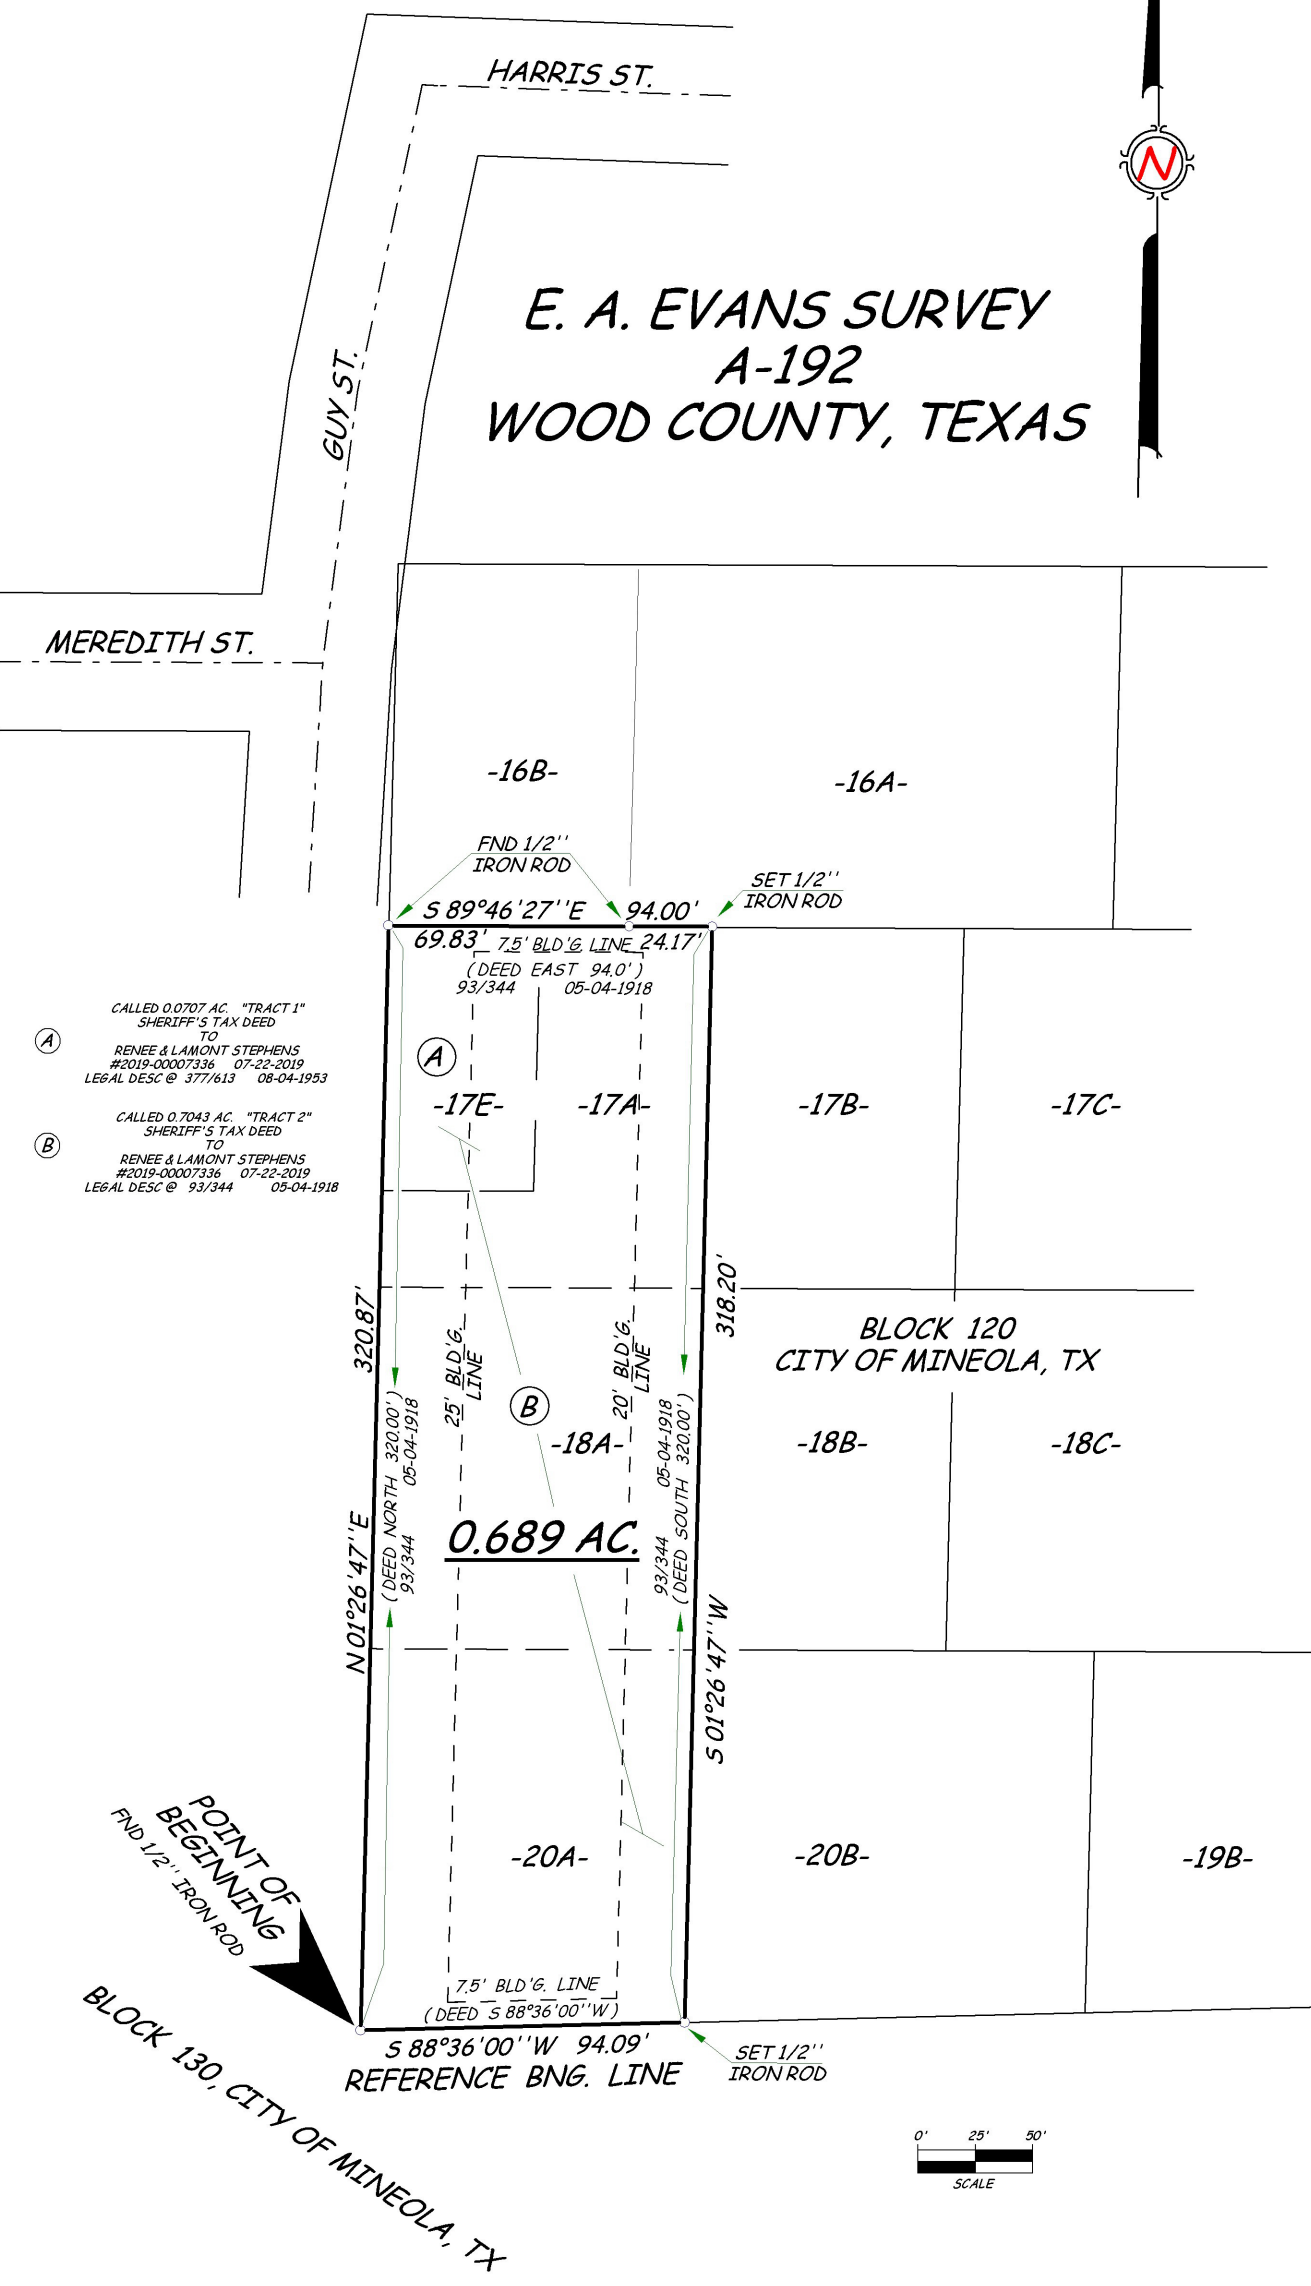 HARRIS ST.
N
E. A. EVANS SURVEY
A-192
WOOD COUNTY, TEXAS
GUY ST.
MEREDITH ST.
-16B-
-16A-
FND 1/2''
IRON ROD
SET 1/2''
IRON ROD
S 89°46'27''E 94.00'
69.83' 7.5' BLD'G. LINE 24.17'
( DEED EAST 94.0' )
93/344 05-04-1918
A
CALLED 0.0707 AC. "TRACT 1"
SHERIFF'S TAX DEED
TO
RENEE & LAMONT STEPHENS
#2019-00007336 07-22-2019
LEGAL DESC @ 377/613 08-04-1953
B
CALLED 0.7043 AC. "TRACT 2"
SHERIFF'S TAX DEED
TO
RENEE & LAMONT STEPHENS
#2019-00007336 07-22-2019
LEGAL DESC @ 93/344 05-04-1918
A
-17E-
-17A-
-17B-
-17C-
320.87'
318.20'
25' BLD'G.
LINE
20' BLD'G.
LINE
BLOCK 120
CITY OF MINEOLA, TX
B
-18A-
-18B-
-18C-
( DEED NORTH 320.00' )
93/344 05-04-1918
93/344 05-04-1918
( DEED SOUTH 320.00' )
0.689 AC.
N 01°26'47''E
S 01°26'47''W
POINT OF
BEGINNING
FND 1/2'' IRON ROD
-20A-
-20B-
-19B-
7.5' BLD'G. LINE
( DEED S 88°36'00''W )
S 88°36'00''W 94.09'
REFERENCE BNG. LINE
SET 1/2''
IRON ROD
BLOCK 130, CITY OF MINEOLA, TX
0' 25' 50'
SCALE